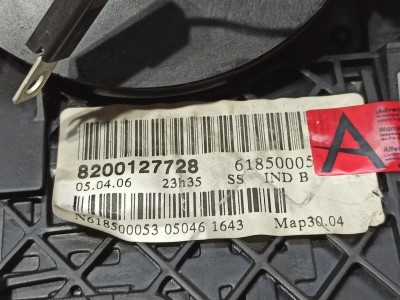 8200127728 61850005
05.04.06 23h35 SS IND B
N618500053 05046 1643 Map30.04
A